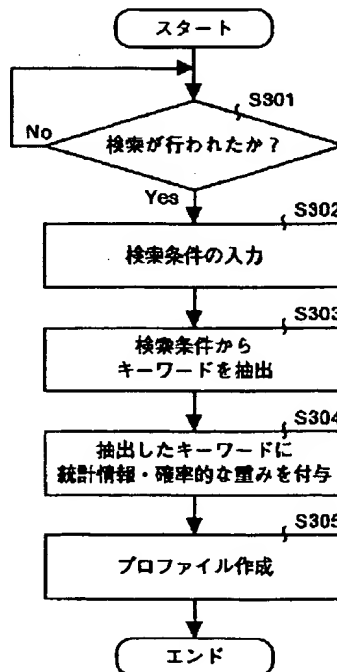 スタート
S301
No
検索が行われたか?
Yes
S302
検索条件の入力
S303
検索条件から
キーワードを抽出
S304
抽出したキーワードに
統計情報・確率的な重みを付与
S305
プロファイル作成
エンド